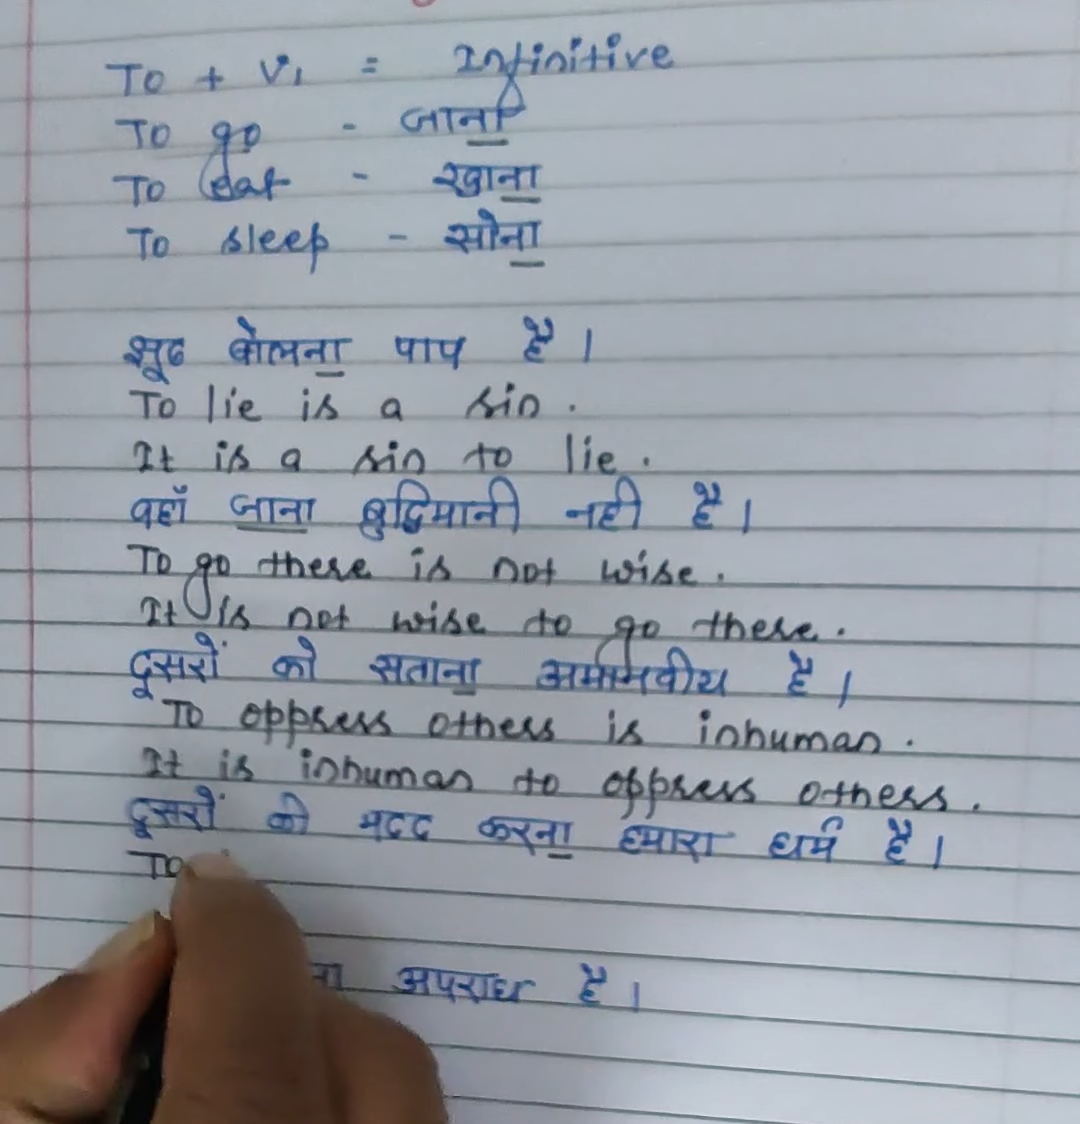 To + V1 = Infinitive
To go - जाना
To eat - खाना
To sleep - सोना
झूठ बोलना पाप है।
To lie is a sin.
It is a sin to lie.
वहाँ जाना बुद्धिमानी नही है।
To go there is not wise.
It is not wise to go there.
दूसरों को सताना अमानवीय है।
To oppress others is inhuman.
It is inhuman to oppress others.
दूसरों की मदद करना हमारा धर्म है।
To
अपराध है।